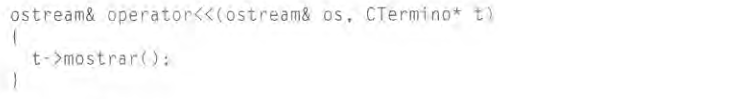 ostream& operator<<(ostream& os, CTermino* t)
{
t->mostrar();
}